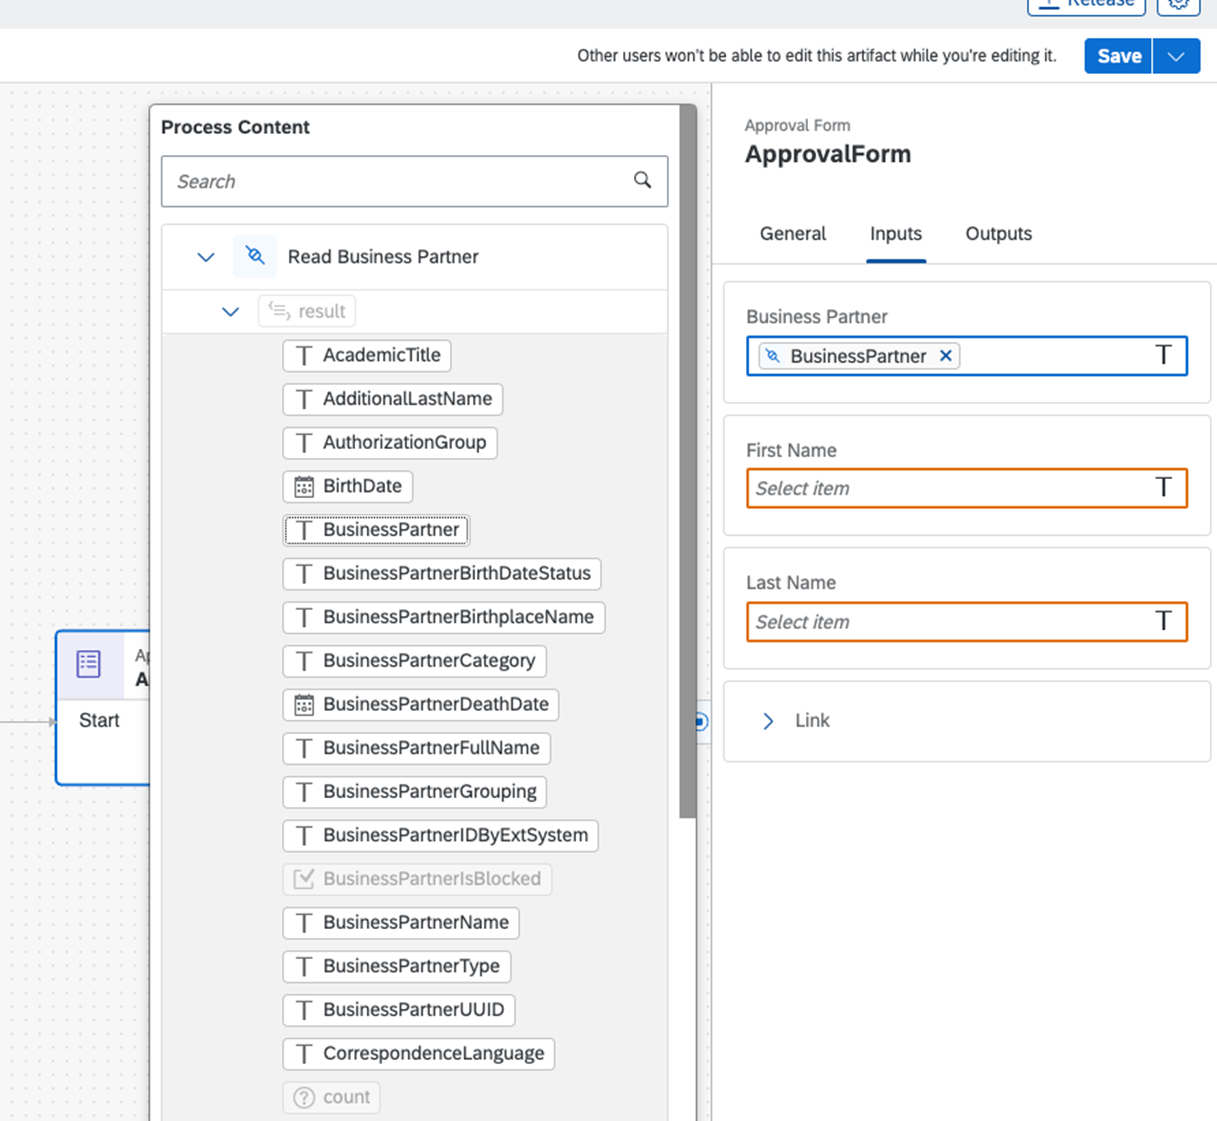 Release
Other users won't be able to edit this artifact while you're editing it.
Save
Process Content
Search
Read Business Partner
result
AcademicTitle
AdditionalLastName
AuthorizationGroup
BirthDate
BusinessPartner
BusinessPartnerBirthDateStatus
BusinessPartnerBirthplaceName
BusinessPartnerCategory
BusinessPartnerDeathDate
BusinessPartnerFullName
BusinessPartnerGrouping
BusinessPartnerIDByExtSystem
BusinessPartnerIsBlocked
BusinessPartnerName
BusinessPartnerType
BusinessPartnerUUID
CorrespondenceLanguage
count
Start
Approval Form
ApprovalForm
General Inputs Outputs
Business Partner
BusinessPartner
First Name
Select item
Last Name
Select item
Link